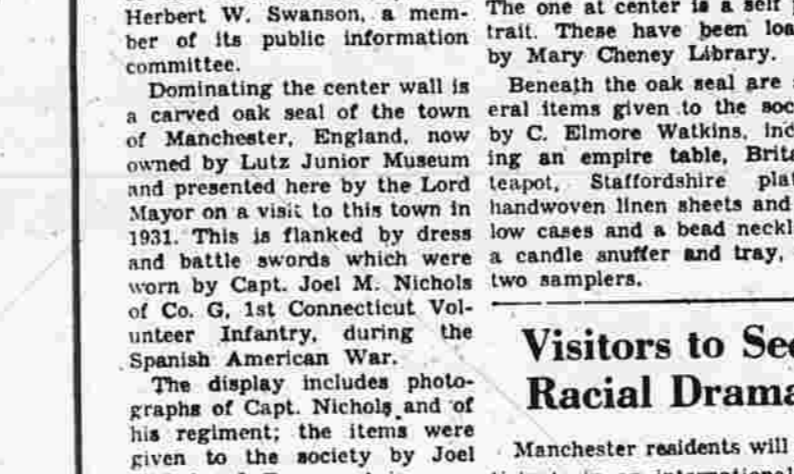 Herbert W. Swanson, a mem-
ber of its public information
committee.
Dominating the center wall is
a carved oak seal of the town
of Manchester, England, now
owned by Lutz Junior Museum
and presented here by the Lord
Mayor on a visit to this town in
1931. This is flanked by dress
and battle swords which were
worn by Capt. Joel M. Nichols
of Co. G, 1st Connecticut Vol-
unteer Infantry, during the
Spanish American War.
The display includes photo-
graphs of Capt. Nichols and of
his regiment; the items were
given to the society by Joel
The one at center is a self
trait. These have been loa
by Mary Cheney Library.
Beneath the oak seal are
eral items given to the soc
by C. Elmore Watkins, inc
ing an empire table, Brita
teapot, Staffordshire plat
handwoven linen sheets and
low cases and a bead neckl
a candle snuffer and tray,
two samplers.
Visitors to See
Racial Drama
Manchester residents will